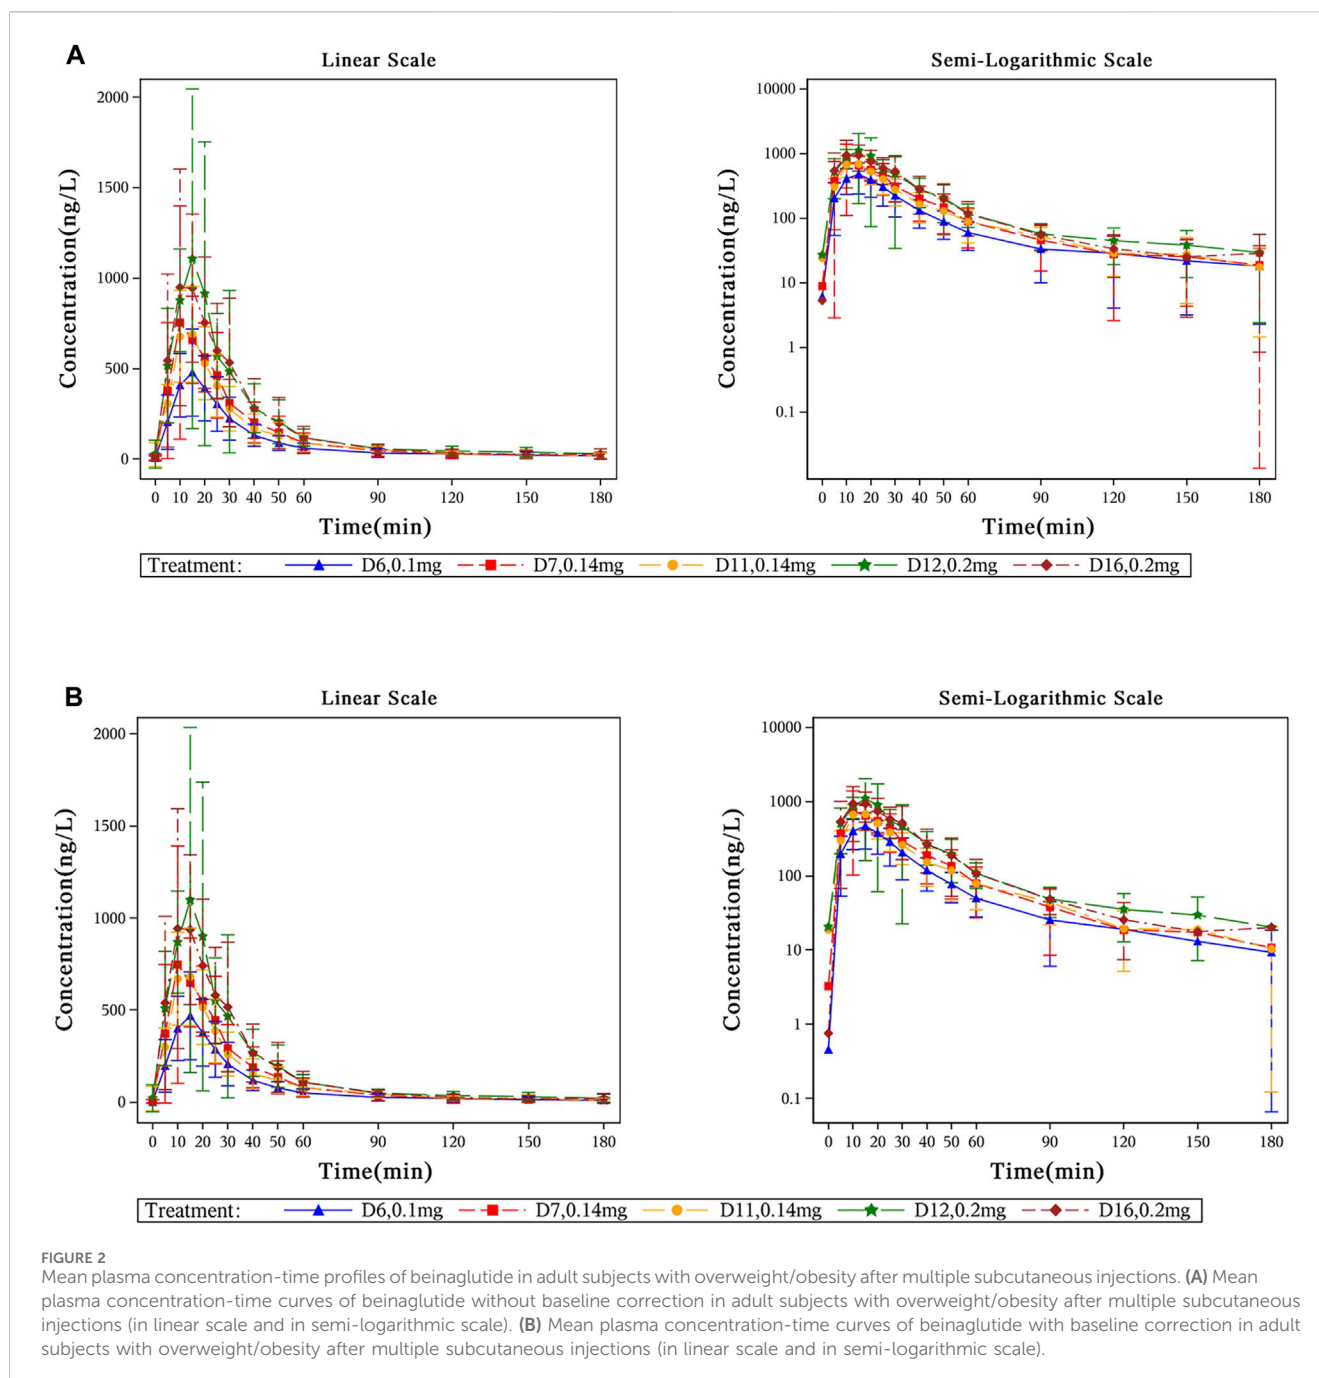 A
Linear Scale
Semi-Logarithmic Scale
Concentration(ng/L)
2000
1500
1000
500
0
0 10 20 30 40 50 60 90 120 150 180
Time(min)
Concentration(ng/L)
10000
1000
100
10
1
0.1
0 10 20 30 40 50 60 90 120 150 180
Time(min)
Treatment: D6,0.1mg D7,0.14mg D11,0.14mg D12,0.2mg D16,0.2mg
B
Linear Scale
Semi-Logarithmic Scale
Concentration(ng/L)
2000
1500
1000
500
0
0 10 20 30 40 50 60 90 120 150 180
Time(min)
Concentration(ng/L)
10000
1000
100
10
1
0.1
0 10 20 30 40 50 60 90 120 150 180
Time(min)
Treatment: D6,0.1mg D7,0.14mg D11,0.14mg D12,0.2mg D16,0.2mg
FIGURE 2
Mean plasma concentration-time profiles of beinaglutide in adult subjects with overweight/obesity after multiple subcutaneous injections. (A) Mean
plasma concentration-time curves of beinaglutide without baseline correction in adult subjects with overweight/obesity after multiple subcutaneous
injections (in linear scale and in semi-logarithmic scale). (B) Mean plasma concentration-time curves of beinaglutide with baseline correction in adult
subjects with overweight/obesity after multiple subcutaneous injections (in linear scale and in semi-logarithmic scale).